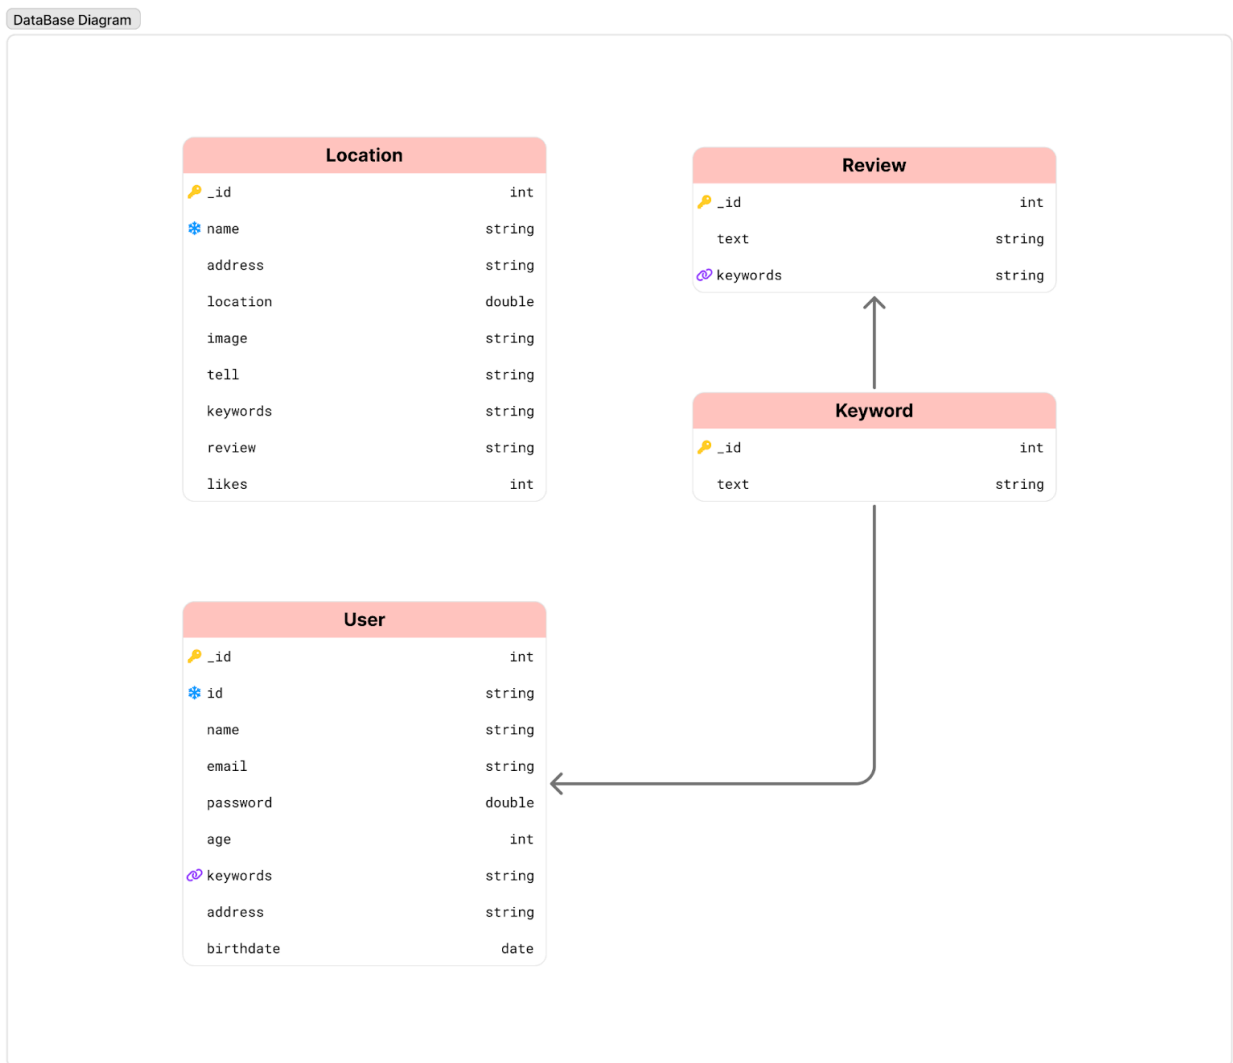 DataBase Diagram
Location
_id int
name string
address string
location double
image string
tell string
keywords string
review string
likes int
Review
_id int
text string
keywords string
Keyword
_id int
text string
User
_id int
id string
name string
email string
password double
age int
keywords string
address string
birthdate date